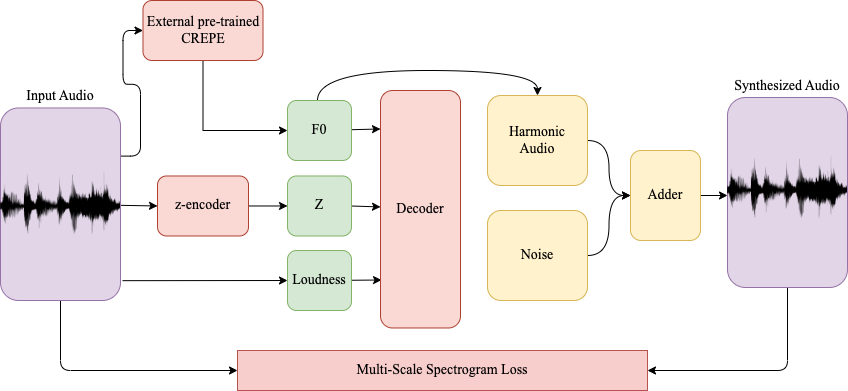 External pre-trained
CREPE
Input Audio
Synthesized Audio
F0
Harmonic
Audio
z-encoder
Z
Decoder
Adder
Noise
Loudness
Multi-Scale Spectrogram Loss